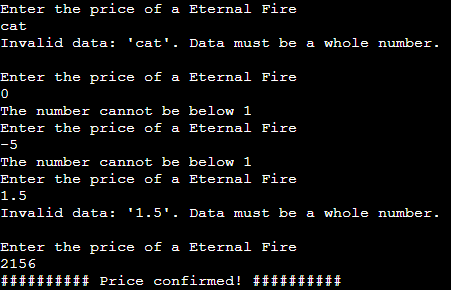 Enter the price of a Eternal Fire
cat
Invalid data: 'cat'. Data must be a whole number.
Enter the price of a Eternal Fire
0
The number cannot be below 1
Enter the price of a Eternal Fire
-5
The number cannot be below 1
Enter the price of a Eternal Fire
1.5
Invalid data: '1.5'. Data must be a whole number.
Enter the price of a Eternal Fire
2156
########## Price confirmed! ##########